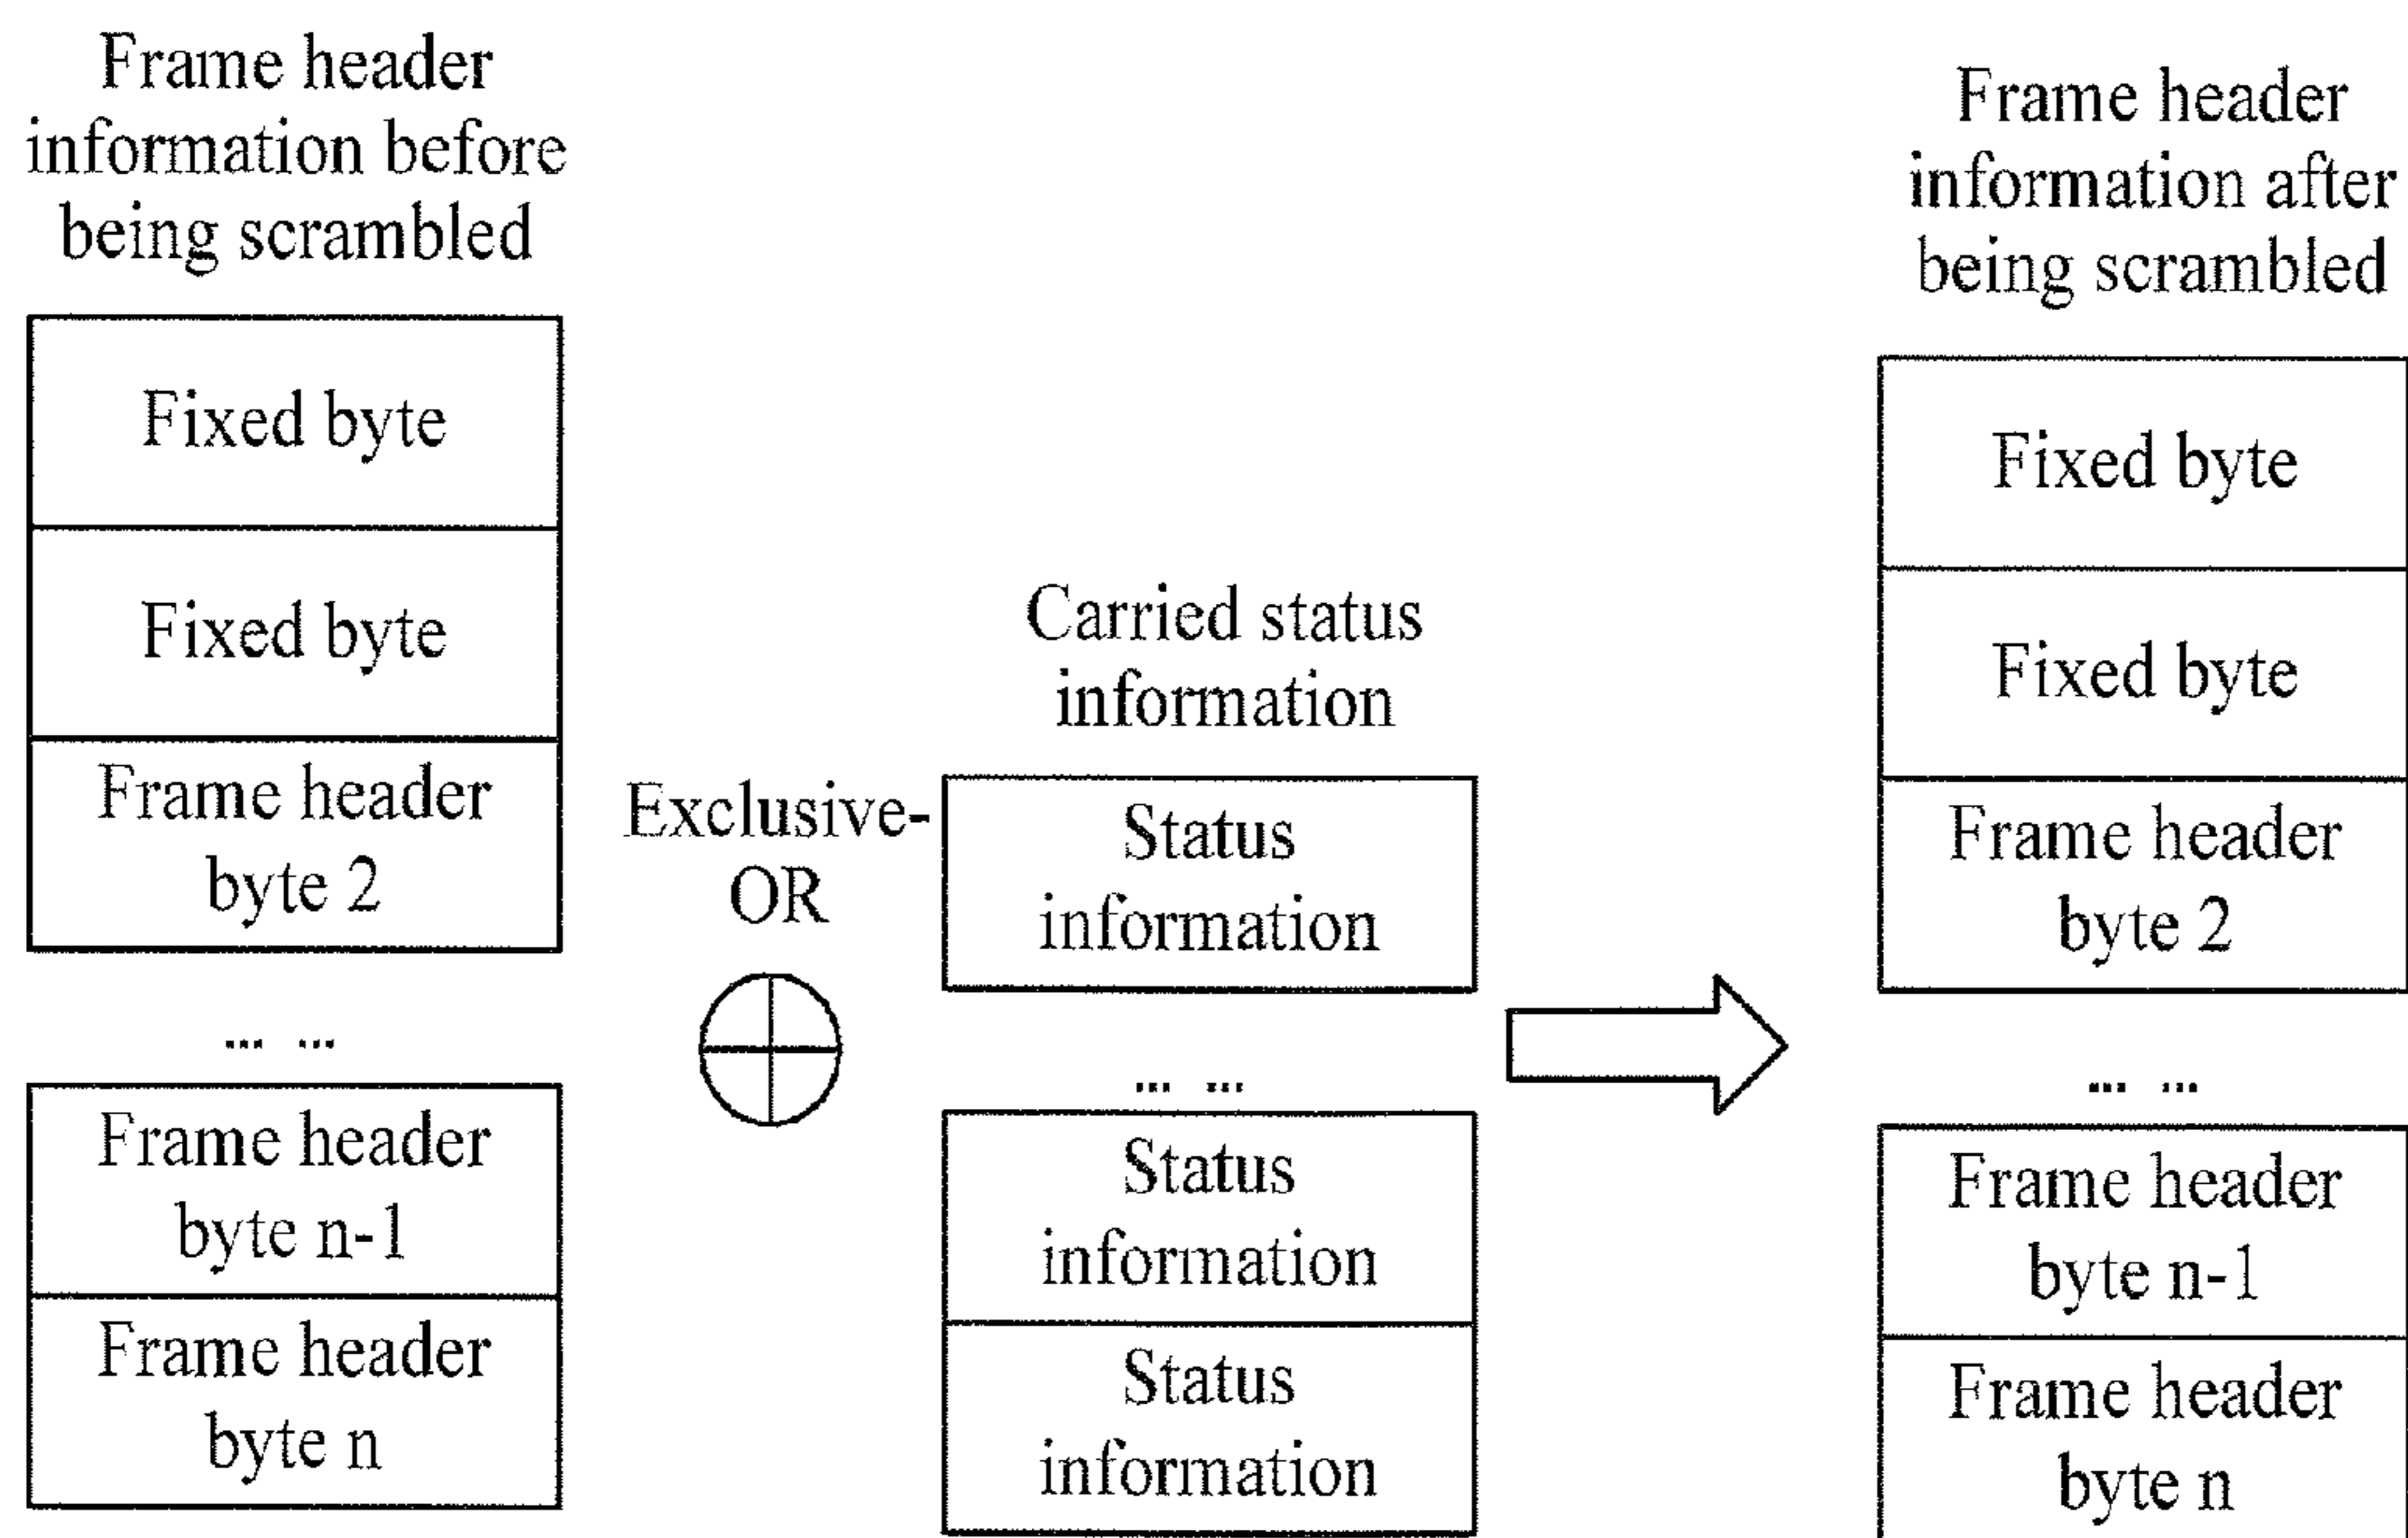 Frame header
information before
being scrambled
Fixed byte
Fixed byte
Frame header
byte 2
... ...
Frame header
byte n-1
Frame header
byte n
Exclusive-
OR
Carried status
information
Status
information
... ...
Status
information
Status
information
Frame header
information after
being scrambled
Fixed byte
Fixed byte
Frame header
byte 2
... ...
Frame header
byte n-1
Frame header
byte n